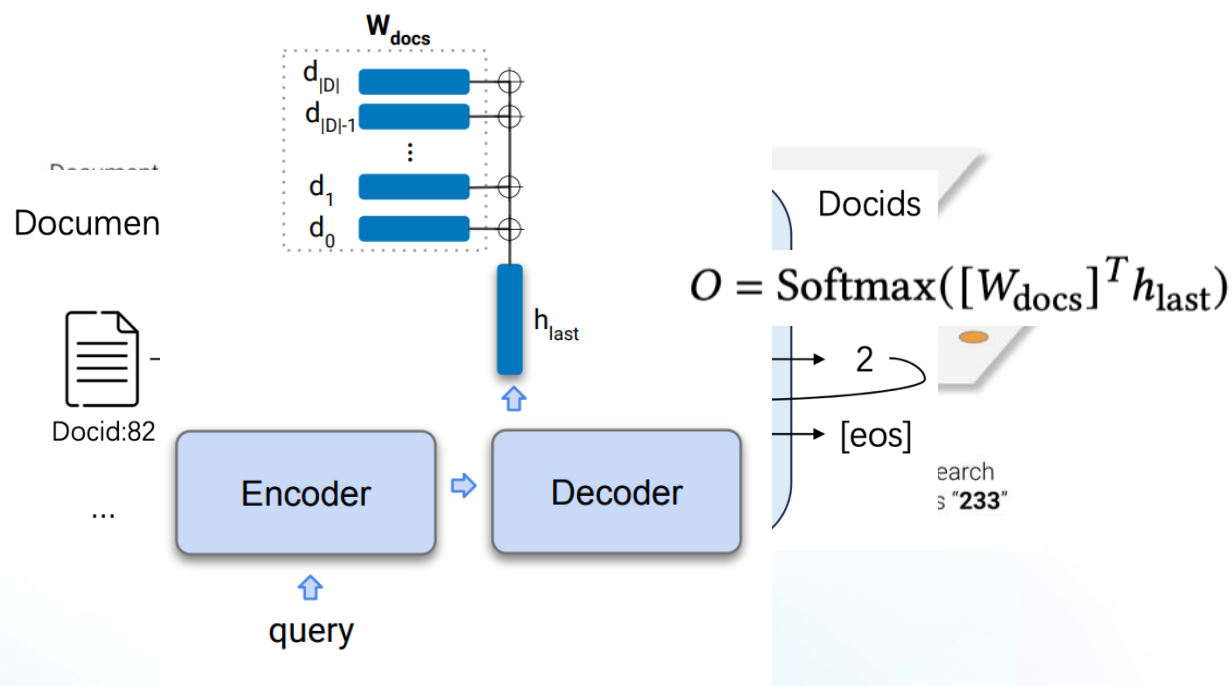 W_docs
d_|D|
d_|D|-1
⋮
d_1
d_0
Documen
Docids
O = Softmax([W_docs]^T h_last)
h_last
2
Docid:82
[eos]
Encoder
Decoder
earch
s “233”
...
query